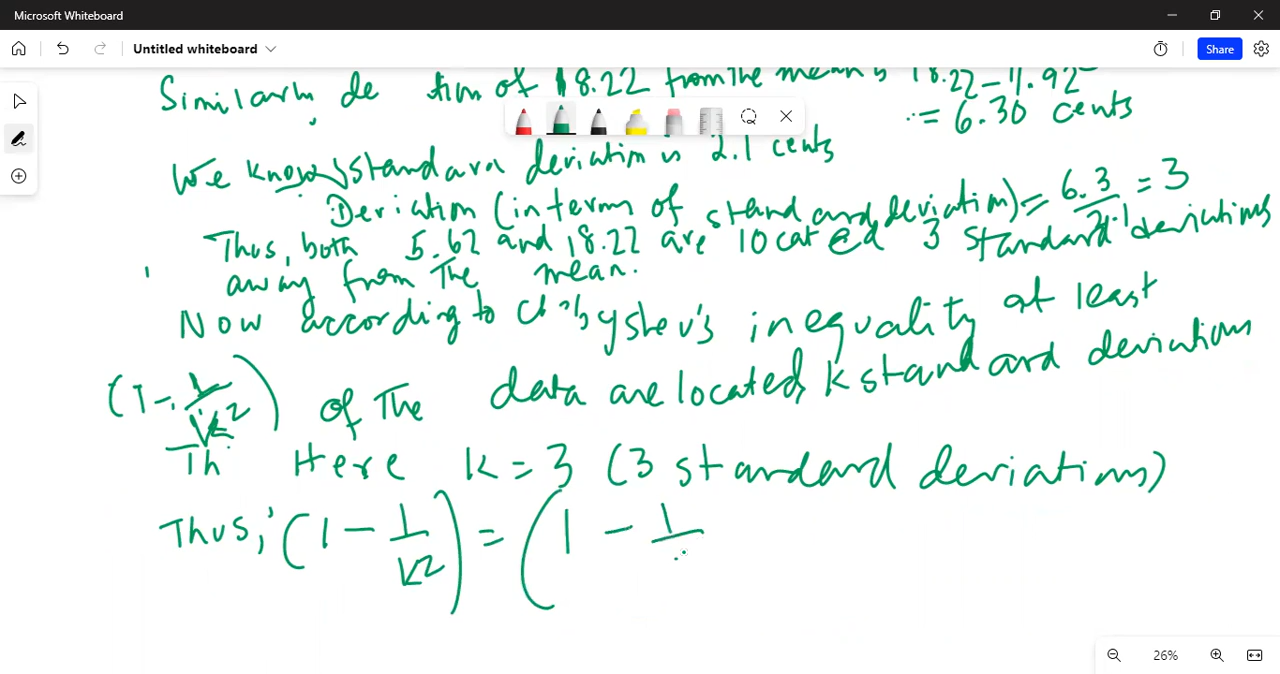 Microsoft Whiteboard
Untitled whiteboard
Share
Similarly de tion of 18.22 from the mean is 18.22 - 11.92
= 6.30 cents
We know standard deviation is 2.1 cents
Deviation (in terms of standard deviation) = 6.3/2.1 = 3
Thus, both 5.62 and 18.22 are located 3 standard deviations
away from the mean.
Now according to ch byshev's inequality at least
(1 - 1/k²) of the data are located k standard deviations
Th Here k = 3 (3 standard deviations)
Thus, (1 - 1/k²) = (1 - 1/
26%